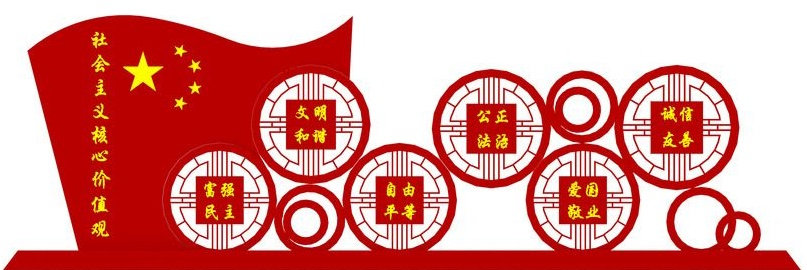 社会主义核心价值观
富强
民主
文明
和谐
自由
平等
公正
法治
爱国
敬业
诚信
友善